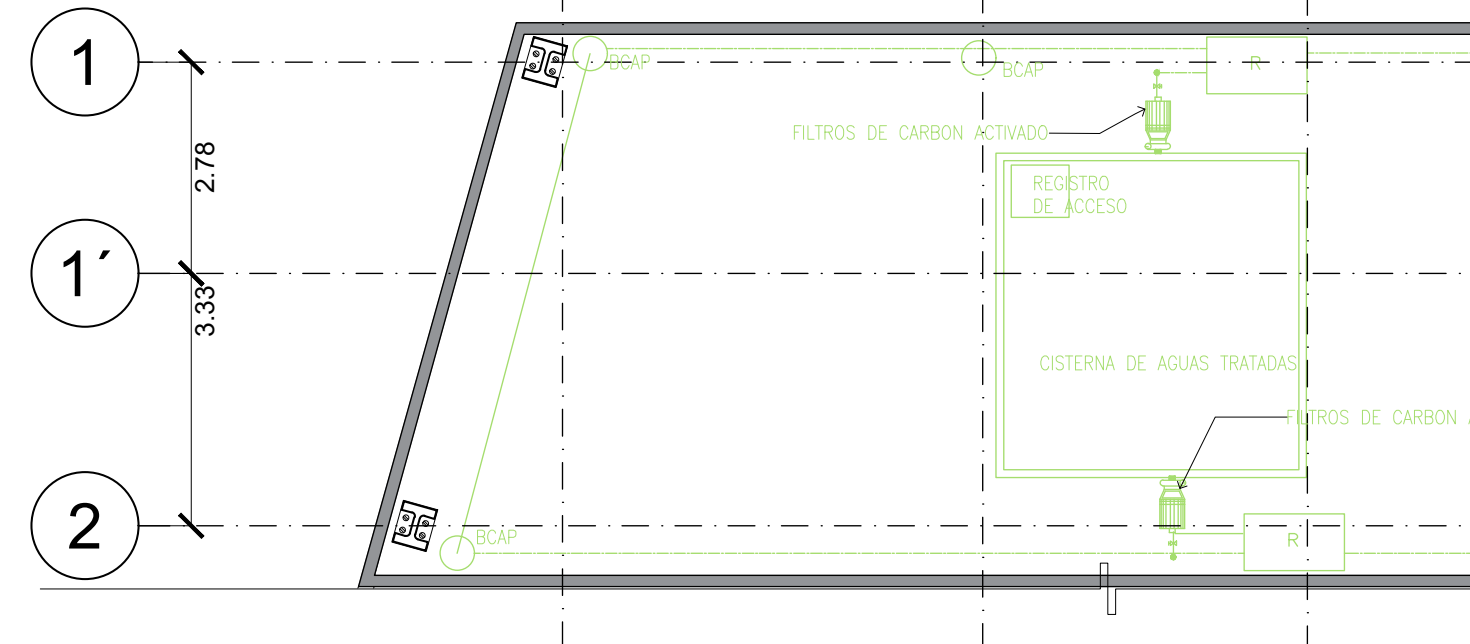 1
BCAP
BCAP
R
FILTROS DE CARBON ACTIVADO
2.78
REGISTRO
DE ACCESO
1´
3.33
CISTERNA DE AGUAS TRATADAS
FILTROS DE CARBON
2
BCAP
R